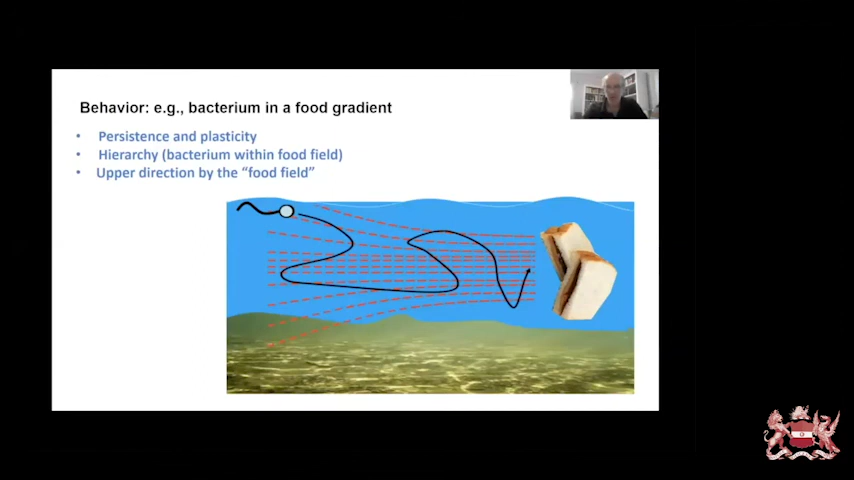 Behavior: e.g., bacterium in a food gradient
• Persistence and plasticity
• Hierarchy (bacterium within food field)
• Upper direction by the “food field”